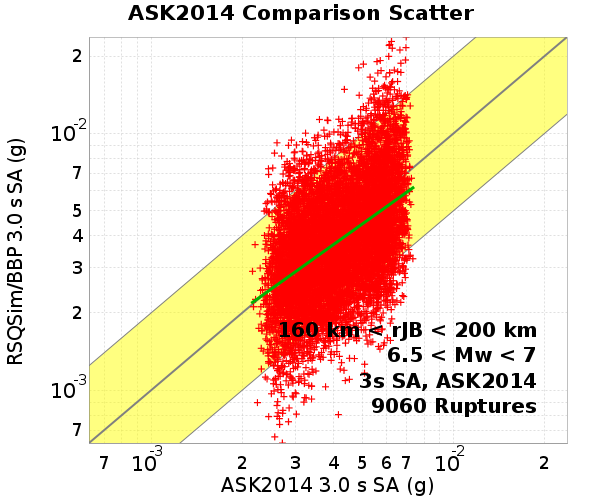 ASK2014 Comparison Scatter
RSQSim/BBP 3.0 s SA (g)
2
10-2
7
5
4
3
2
10-3
7
160 km < rJB < 200 km
6.5 < Mw < 7
3s SA, ASK2014
9060 Ruptures
7 10-3 2 3 4 5 6 7 10-2 2
ASK2014 3.0 s SA (g)